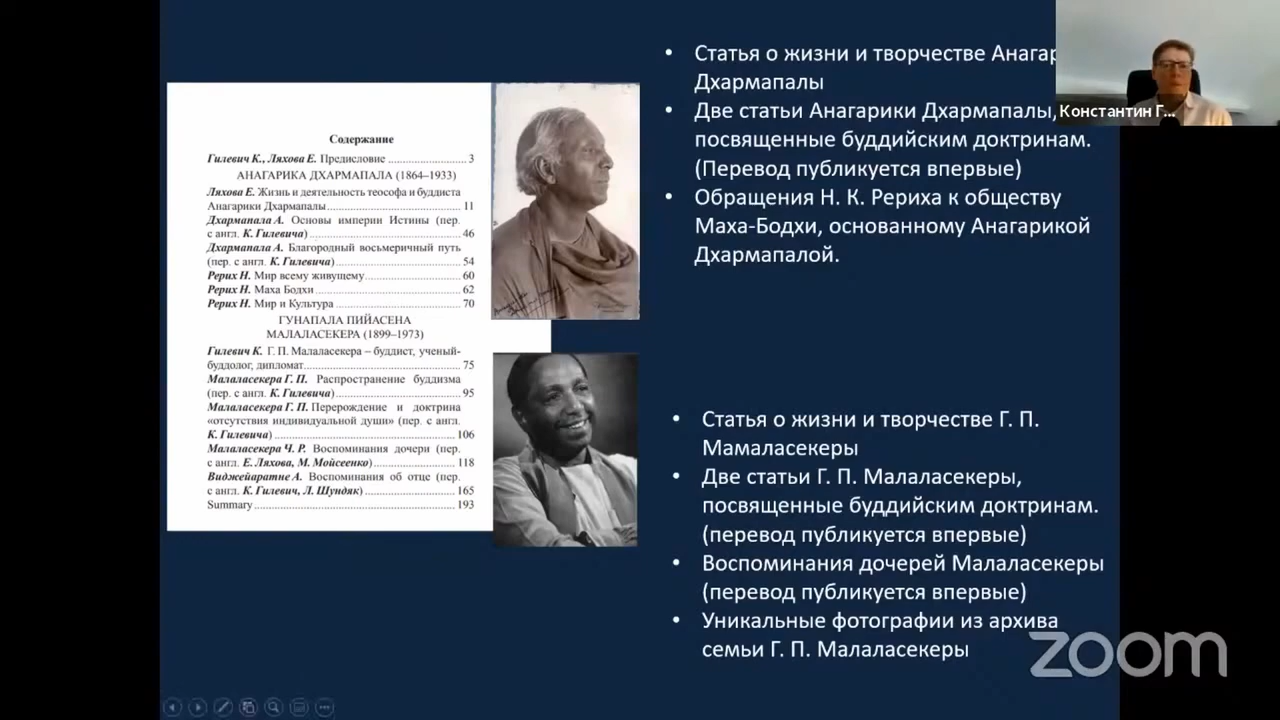 Содержание
Гилевич К., Ляхова Е. Предисловие ..................... 3
АНАГАРИКА ДХАРМАПАЛА (1864–1933)
Ляхова Е. Жизнь и деятельность теософа и буддиста
Анагарики Дхармапалы ..................... 11
Дхармапала А. Основы империи Истины (пер.
с англ. К. Гилевича) ..................... 46
Дхармапала А. Благородный восьмеричный путь
(пер. с англ. К. Гилевича) ..................... 54
Рерих Н. Мир всему живущему ..................... 60
Рерих Н. Маха Бодхи ..................... 62
Рерих Н. Мир и Культура ..................... 70
ГУНАПАЛА ПИЙАСЕНА
МАЛАЛАСЕКЕРА (1899–1973)
Гилевич К. Г. П. Малаласекера – буддист, ученый-
буддолог, дипломат ..................... 75
Малаласекера Г. П. Распространение буддизма
(пер. с англ. К. Гилевича) ..................... 95
Малаласекера Г. П. Перерождение и доктрина
«отсутствия индивидуальной души» (пер. с англ.
К. Гилевича) ..................... 106
Малаласекера Ч. Р. Воспоминания дочери (пер.
с англ. Е. Ляхова, М. Мойсеенко) ..................... 118
Виджейаратне А. Воспоминания об отце (пер.
с англ. К. Гилевич, Л. Шундяк) ..................... 165
Summary ..................... 193
• Статья о жизни и творчестве Анагар
Дхармапалы
• Две статьи Анагарики Дхармапалы,
посвященные буддийским доктринам.
(Перевод публикуется впервые)
• Обращения Н. К. Рериха к обществу
Маха-Бодхи, основанному Анагарикой
Дхармапалой.
• Статья о жизни и творчестве Г. П.
Мамаласекеры
• Две статьи Г. П. Малаласекеры,
посвященные буддийским доктринам.
(перевод публикуется впервые)
• Воспоминания дочерей Малаласекеры
(перевод публикуется впервые)
• Уникальные фотографии из архива
семьи Г. П. Малаласекеры
Константин Г...
zoom